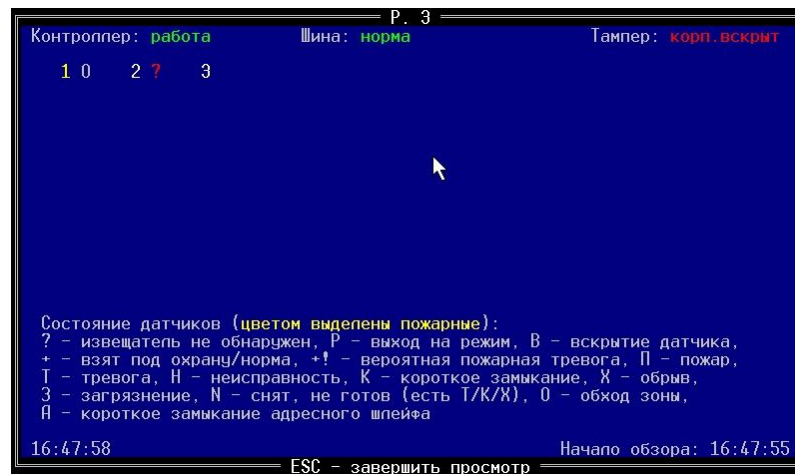 Р. 3
Контроллер: работа Шина: норма Тампер: корп.вскрыт
1 0 2 ? 3
Состояние датчиков (цветом выделены пожарные):
? - извещатель не обнаружен, Р - выход на режим, В - вскрытие датчика,
+ - взят под охрану/норма, +! - вероятная пожарная тревога, П - пожар,
Т - тревога, Н - неисправность, К - короткое замыкание, Х - обрыв,
З - загрязнение, N - снят, не готов (есть Т/К/Х), О - обход зоны,
А - короткое замыкание адресного шлейфа
16:47:58 Начало обзора: 16:47:55
ESC - завершить просмотр